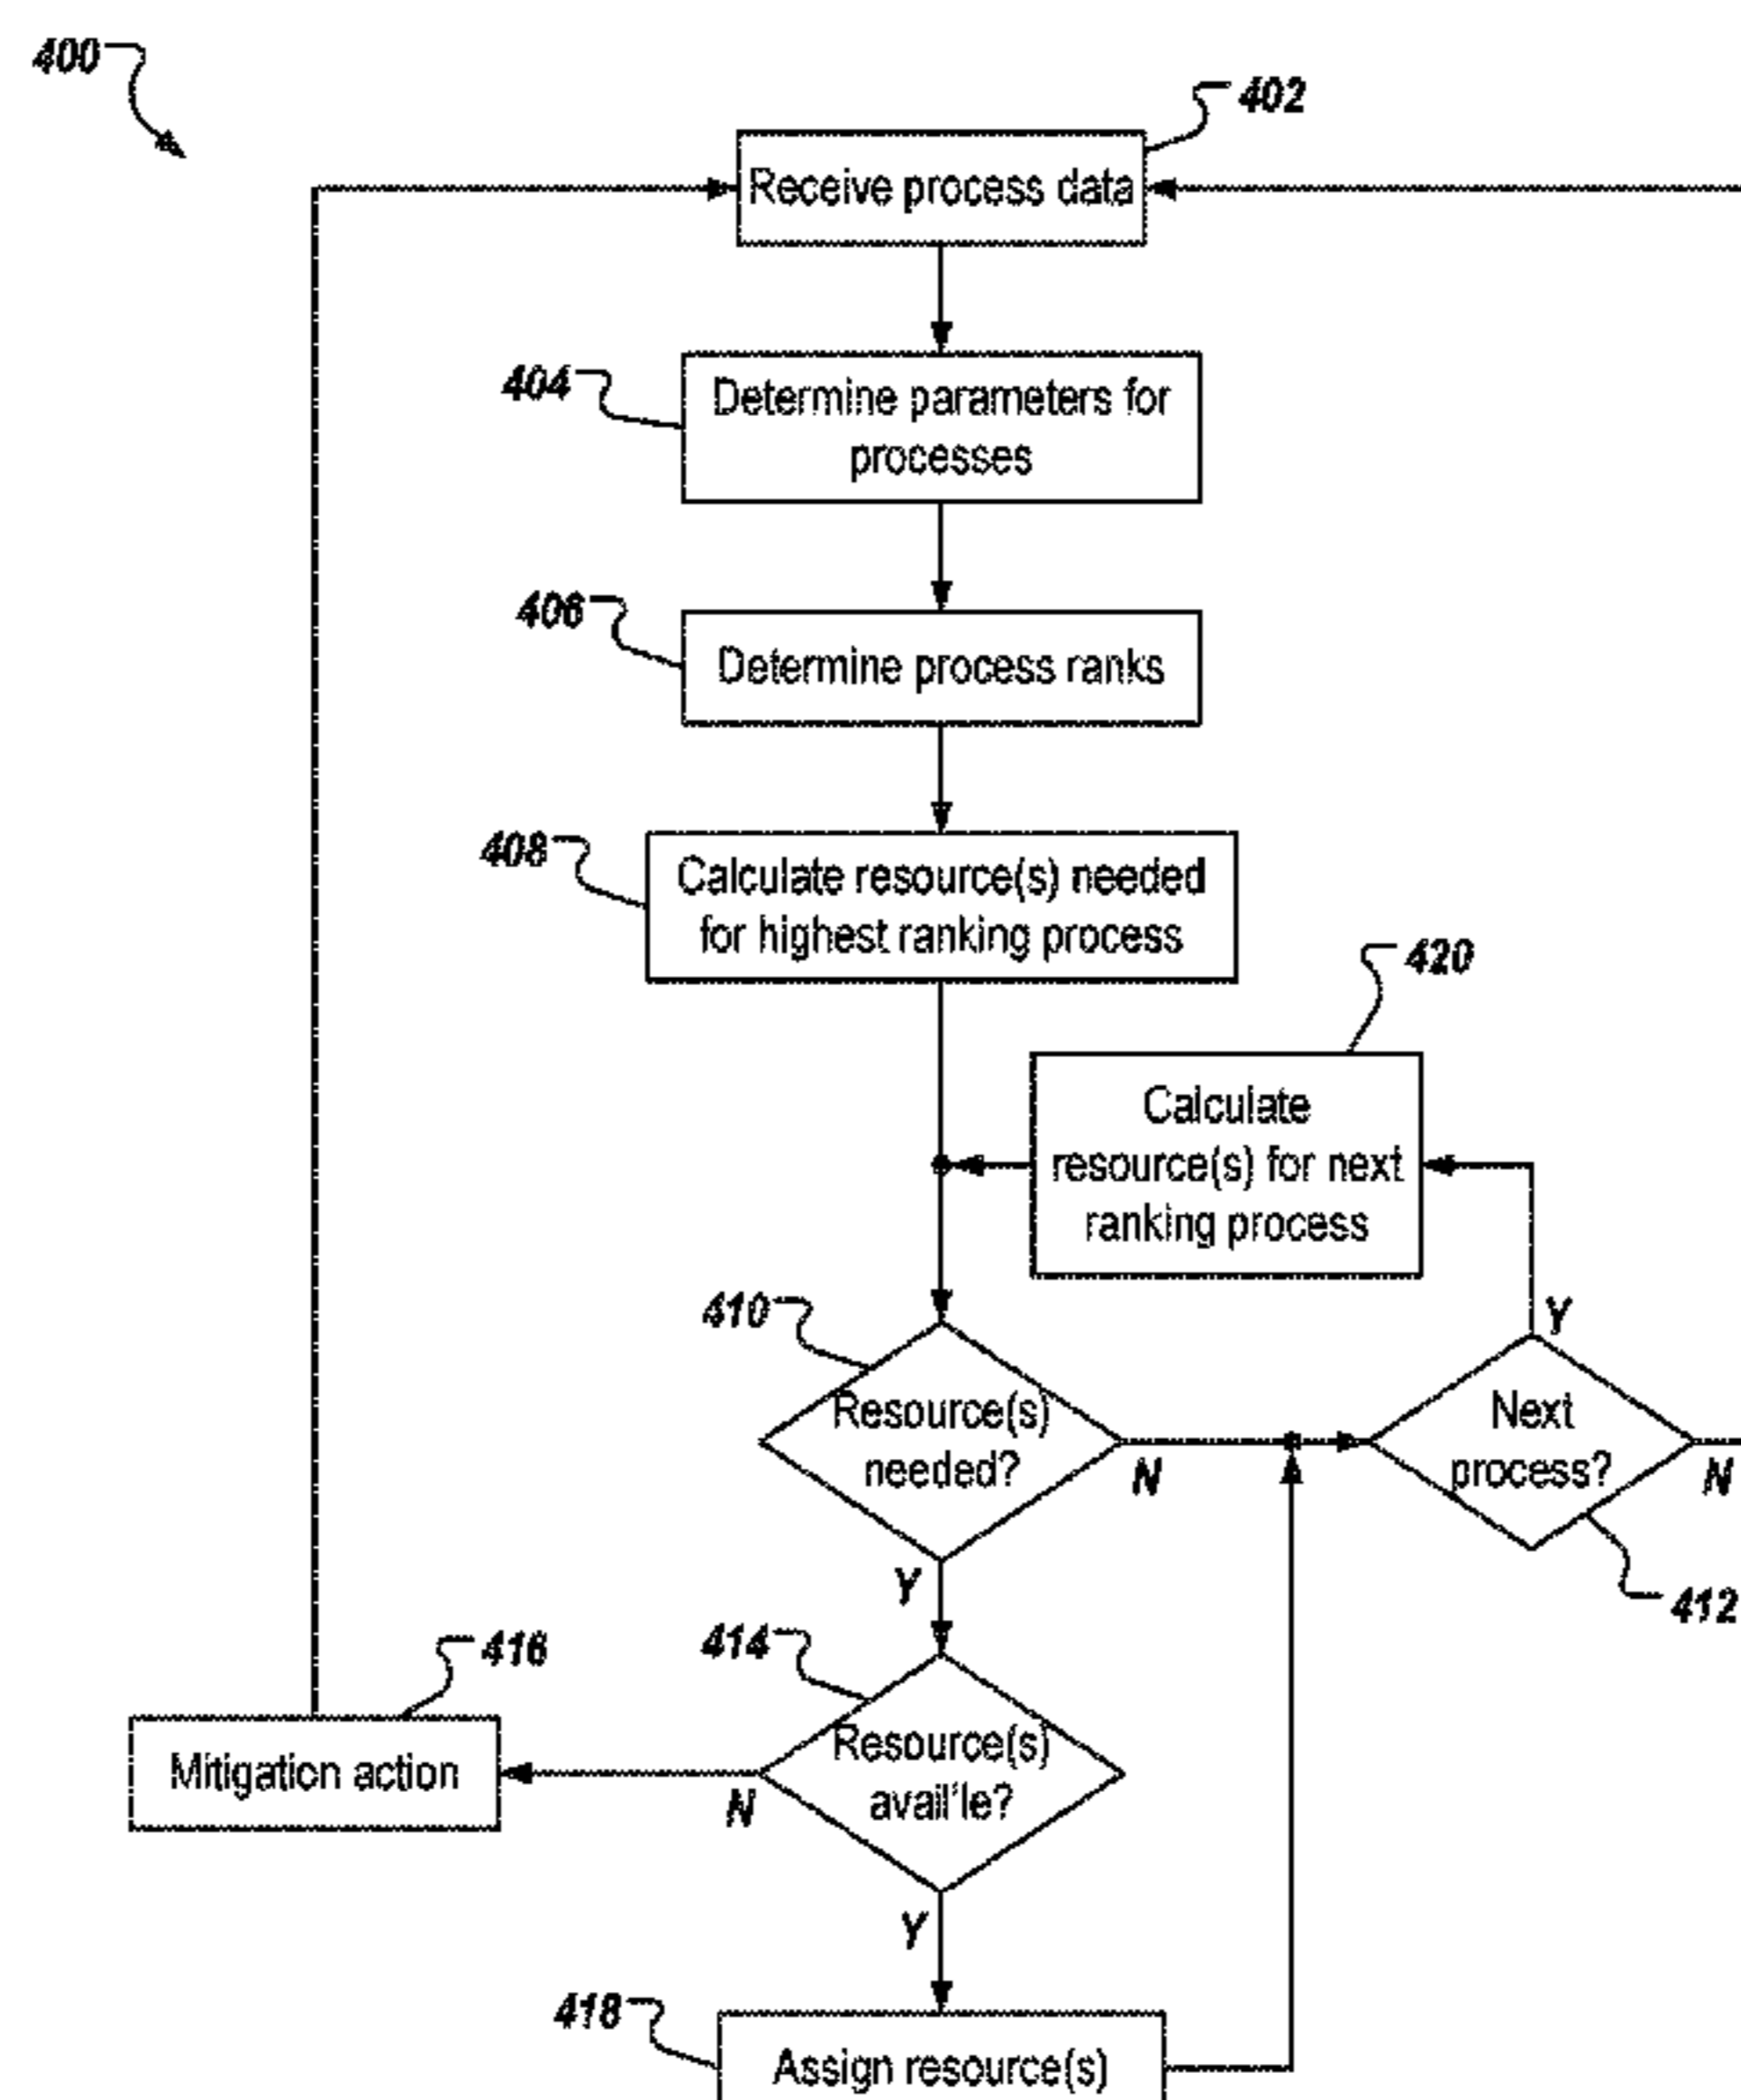 400
402
Receive process data
404
Determine parameters for
processes
406
Determine process ranks
408
Calculate resource(s) needed
for highest ranking process
420
Calculate
resource(s) for next
ranking process
410
Resource(s)
needed?
N
Y
Next
process?
Y
N
412
414
Resource(s)
avail'le?
N
Y
416
Mitigation action
418
Assign resource(s)